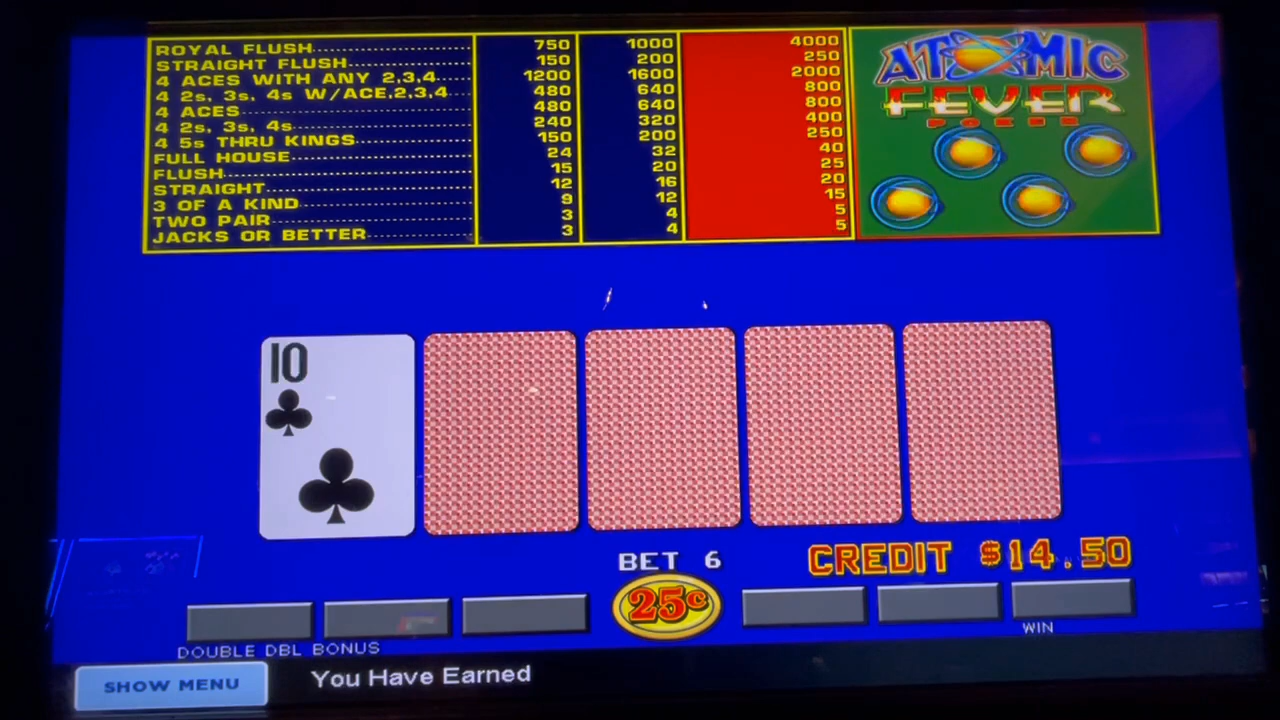 ROYAL FLUSH 750 1000 4000
STRAIGHT FLUSH 150 200 250
4 ACES WITH ANY 2,3,4 1200 1600 2000
4 2s, 3s, 4s W/ACE,2,3,4 480 640 800
4 ACES 480 640 800
4 2s, 3s, 4s 240 320 400
4 5s THRU KINGS 150 200 250
FULL HOUSE 24 32 40
FLUSH 15 20 25
STRAIGHT 12 16 20
3 OF A KIND 9 12 15
TWO PAIR 3 4 5
JACKS OR BETTER 3 4 5
ATOMIC
FEVER
POKER
10
BET 6
CREDIT $14.50
25¢
WIN
DOUBLE DBL BONUS
SHOW MENU
You Have Earned